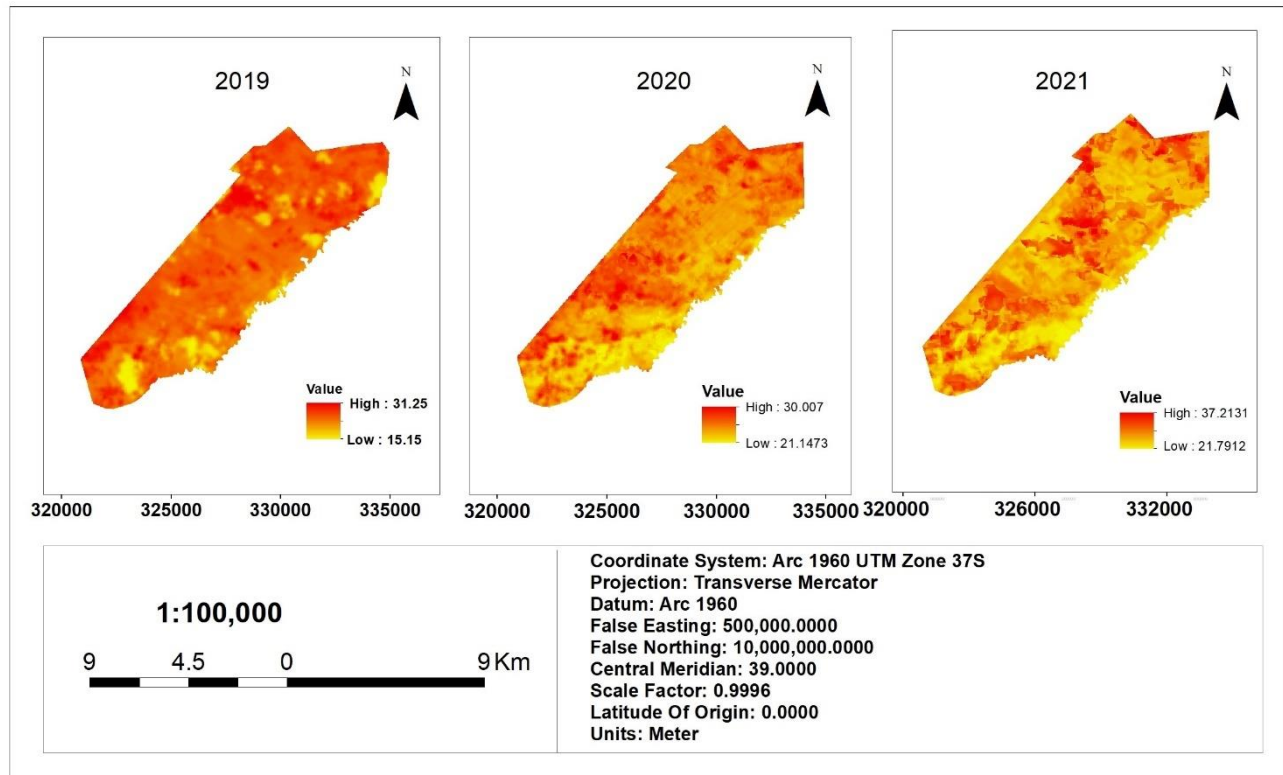 2019
N
Value
High : 31.25
Low : 15.15
320000 325000 330000 335000
2020
N
Value
High : 30.007
Low : 21.1473
320000 325000 330000 335000
2021
N
Value
High : 37.2131
Low : 21.7912
320000 326000 332000
1:100,000
9 4.5 0 9 Km
Coordinate System: Arc 1960 UTM Zone 37S
Projection: Transverse Mercator
Datum: Arc 1960
False Easting: 500,000.0000
False Northing: 10,000,000.0000
Central Meridian: 39.0000
Scale Factor: 0.9996
Latitude Of Origin: 0.0000
Units: Meter